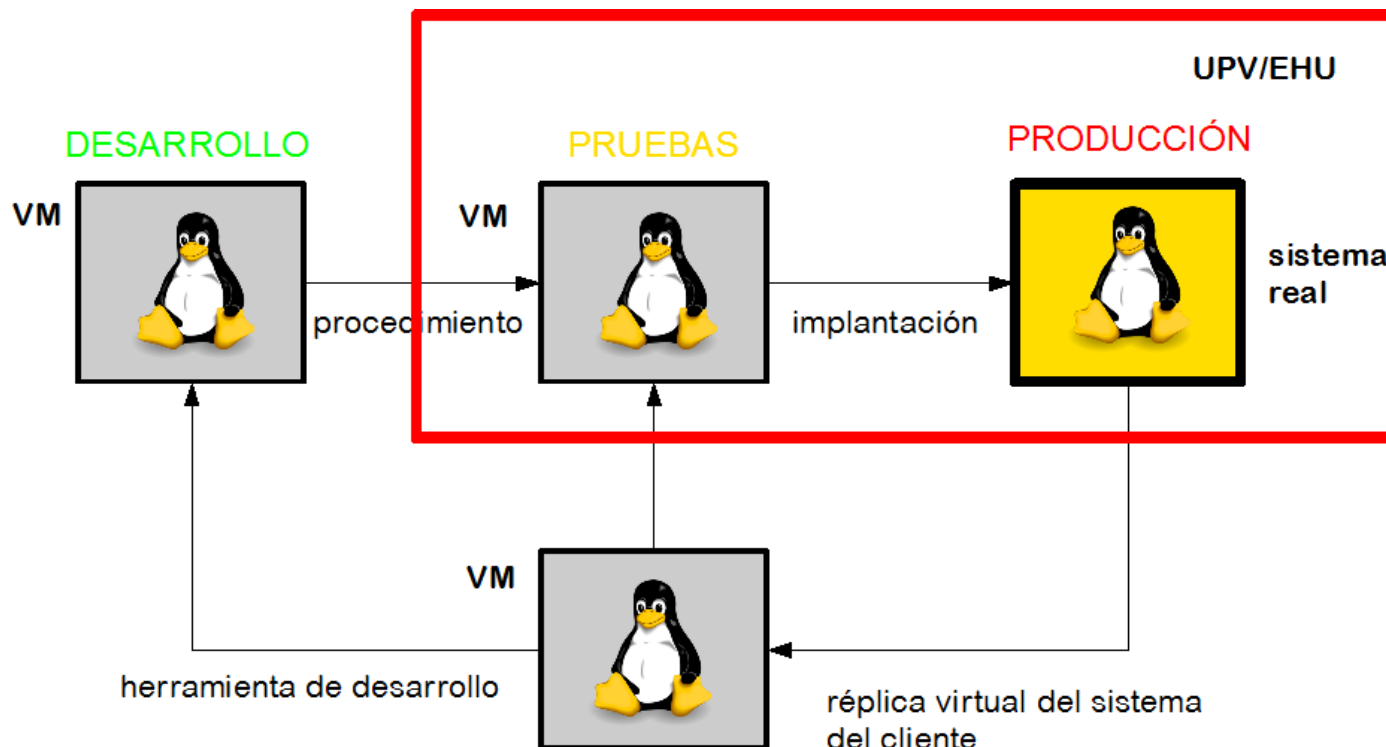 UPV/EHU
DESARROLLO
PRUEBAS
PRODUCCIÓN
VM
VM
sistema
real
procedimiento
implantación
VM
herramienta de desarrollo
réplica virtual del sistema
del cliente